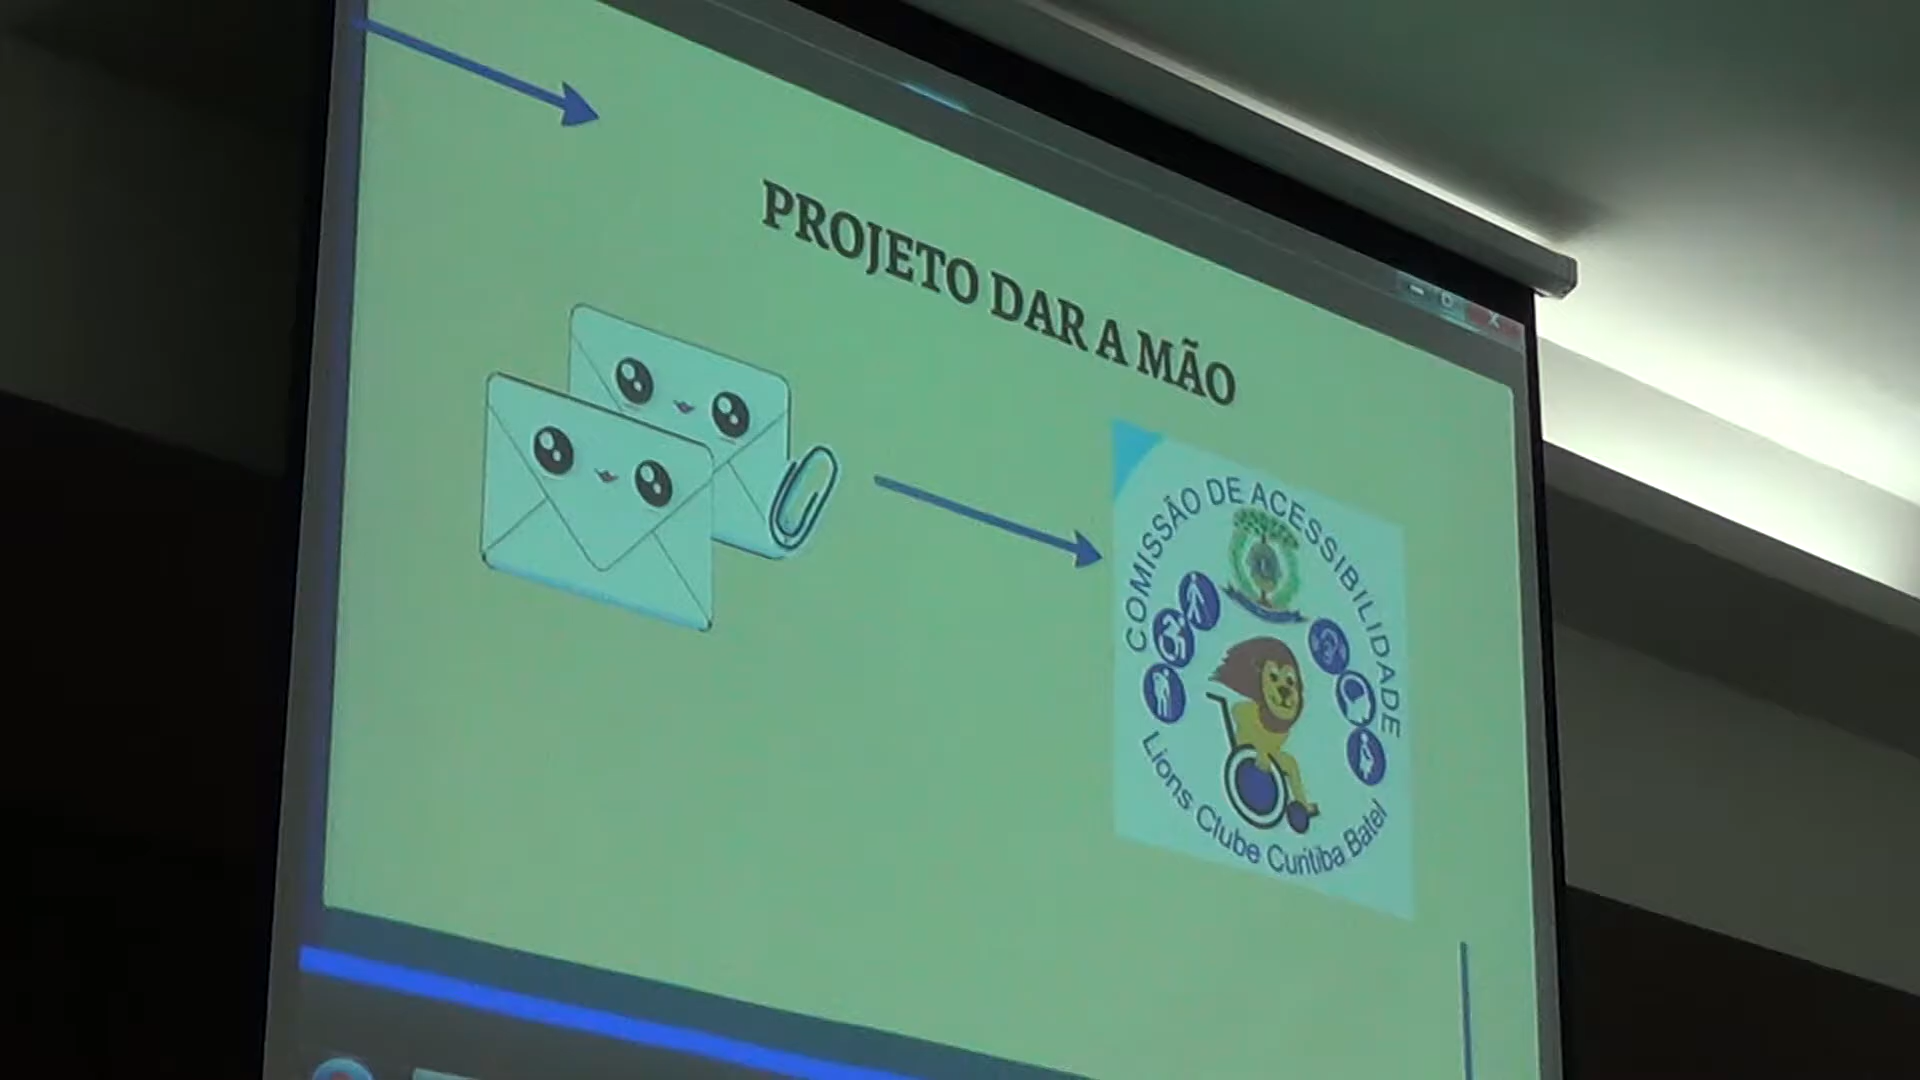 PROJETO DAR A MÃO
COMISSÃO DE ACESSIBILIDADE
Lions Clube Curitiba Batel